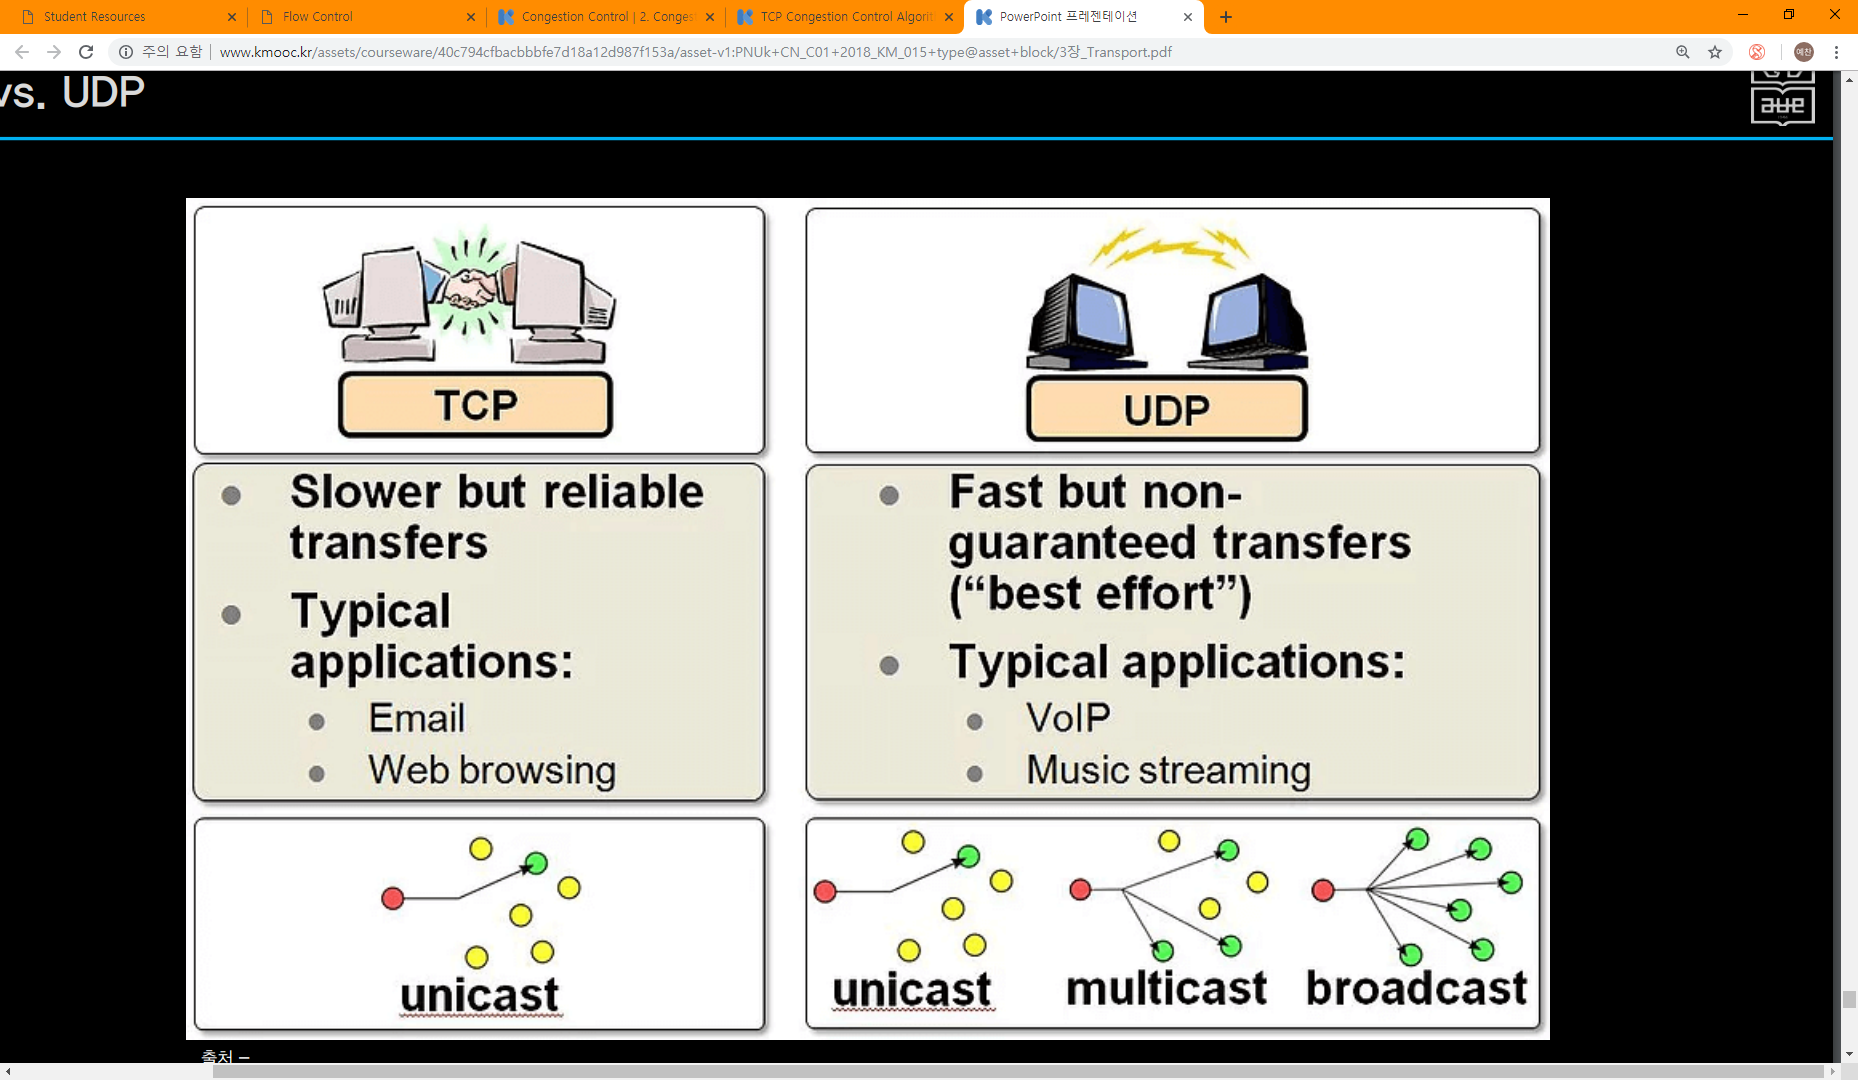 Student Resources
Flow Control
Congestion Control | 2. Conges
TCP Congestion Control Algorit
PowerPoint 프레젠테이션
주의 요함
www.kmooc.kr/assets/courseware/40c794cfbacbbbfe7d18a12d987f153a/asset-v1:PNUk+CN_C01+2018_KM_015+type@asset+block/3장_Transport.pdf
예찬
vs. UDP
TCP
UDP
Slower but reliable
transfers
Typical
applications:
Email
Web browsing
Fast but non-
guaranteed transfers
(“best effort”)
Typical applications:
VoIP
Music streaming
unicast
unicast
multicast
broadcast
출처 –